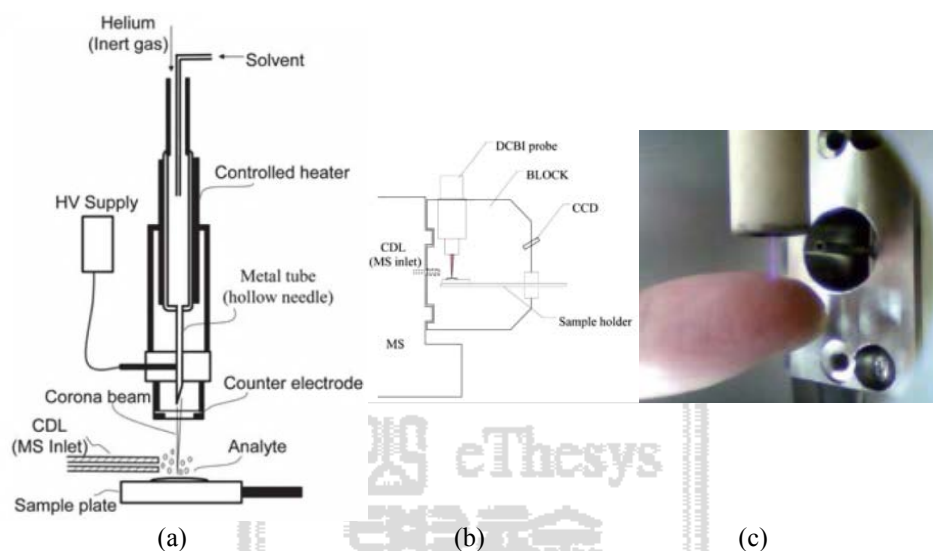 Helium
(Inert gas)
Solvent
Controlled heater
HV Supply
Metal tube
(hollow needle)
Counter electrode
Corona beam
CDL
(MS Inlet)
Analyte
Sample plate
(a)
DCBI probe
BLOCK
CCD
CDL
(MS inlet)
Sample holder
MS
(b)
(c)
eThesys